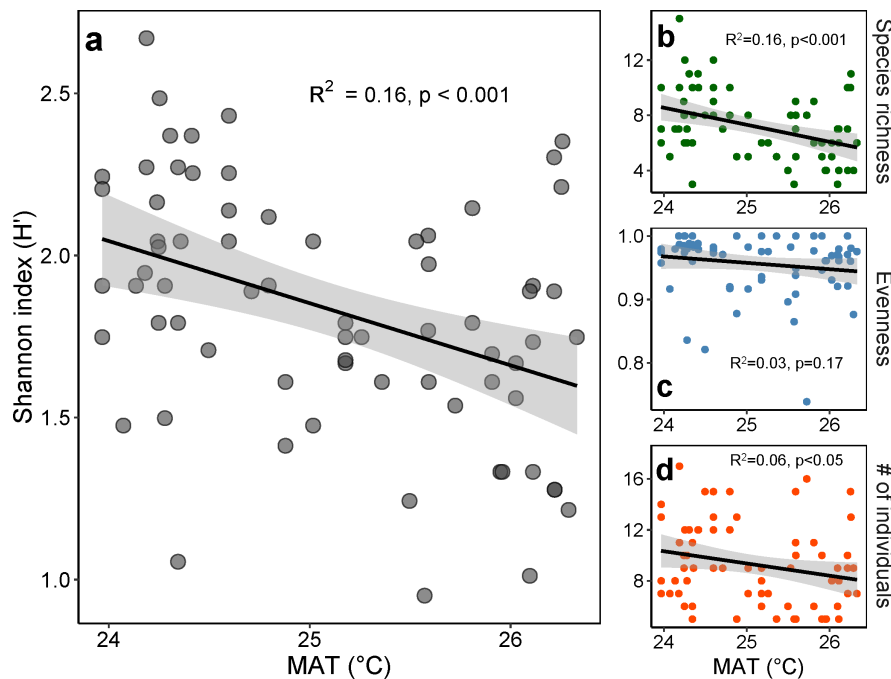 a
R² = 0.16, p < 0.001
Shannon index (H')
2.5
2.0
1.5
1.0
24
25
26
MAT (°C)
b
R²=0.16, p<0.001
Species richness
12
8
4
24
25
26
1.0
0.9
0.8
Evenness
R²=0.03, p=0.17
c
24
25
26
d
R²=0.06, p<0.05
# of individuals
16
12
8
24
25
26
MAT (°C)